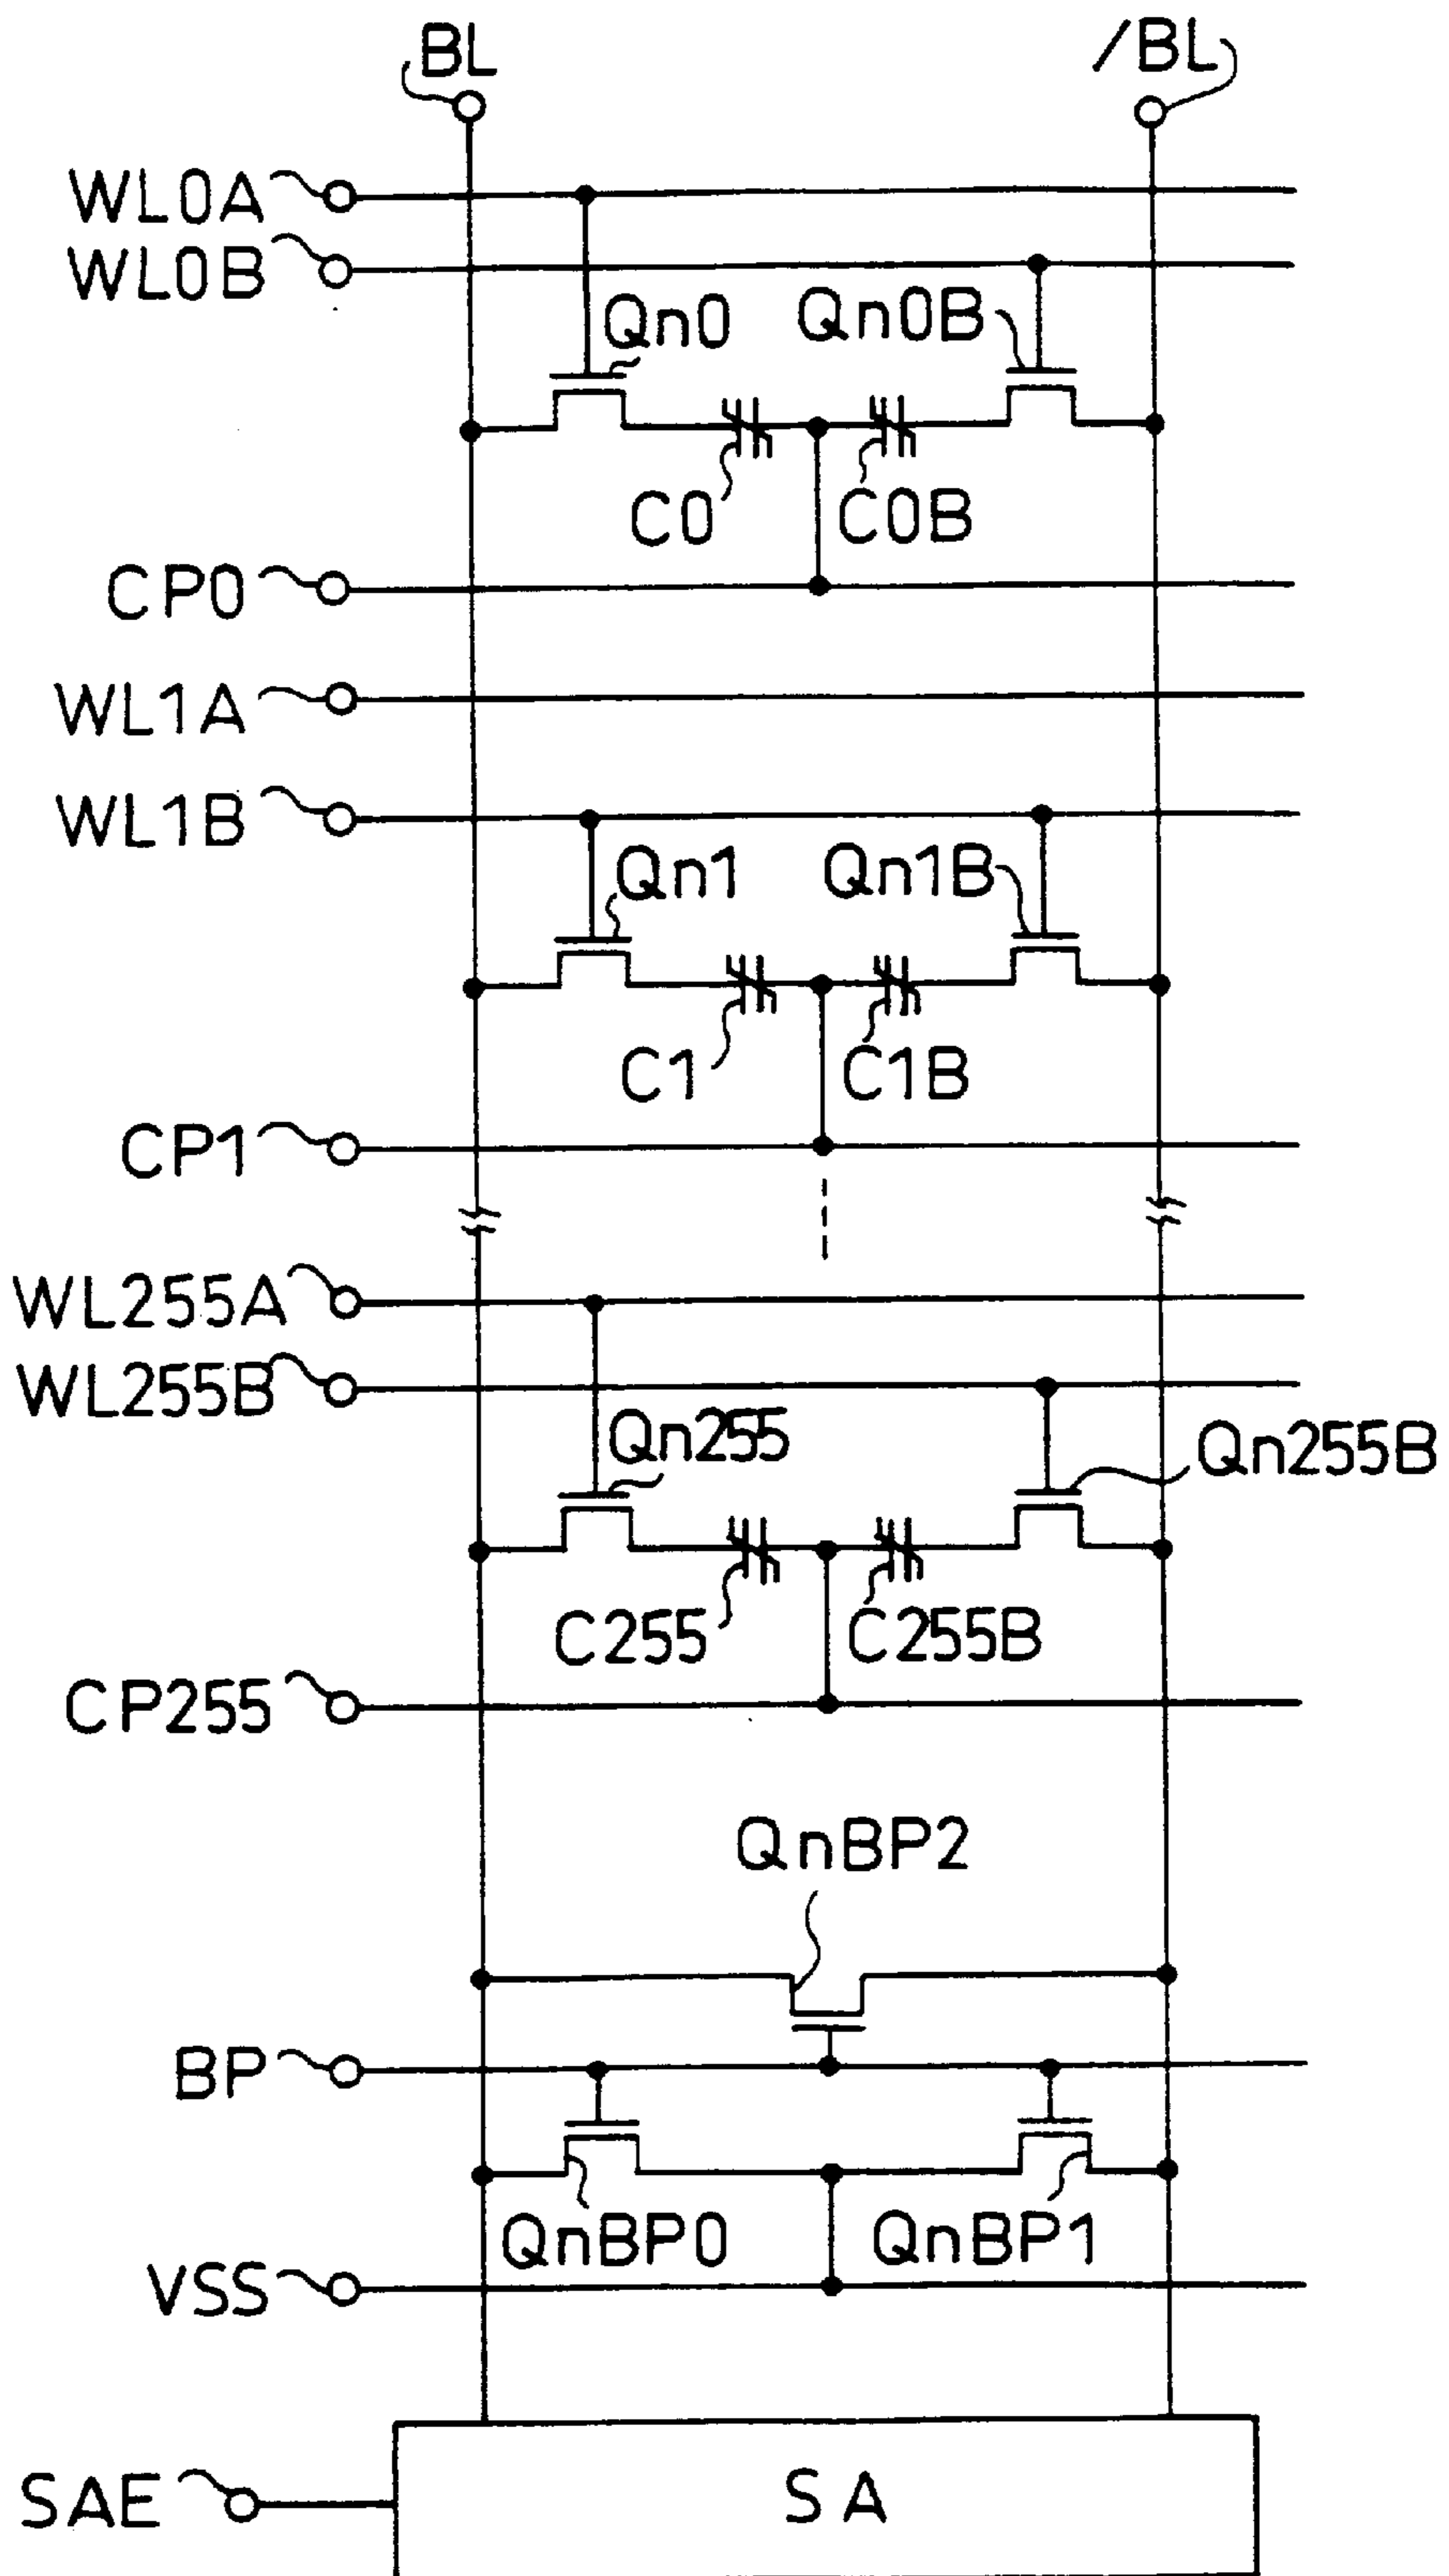 BL /BL
WL0A
WL0B
Qn0 Qn0B
C0 C0B
CP0
WL1A
WL1B
Qn1 Qn1B
C1 C1B
CP1
WL255A
WL255B
Qn255 Qn255B
C255 C255B
CP255
QnBP2
BP
QnBP0 QnBP1
VSS
SAE SA